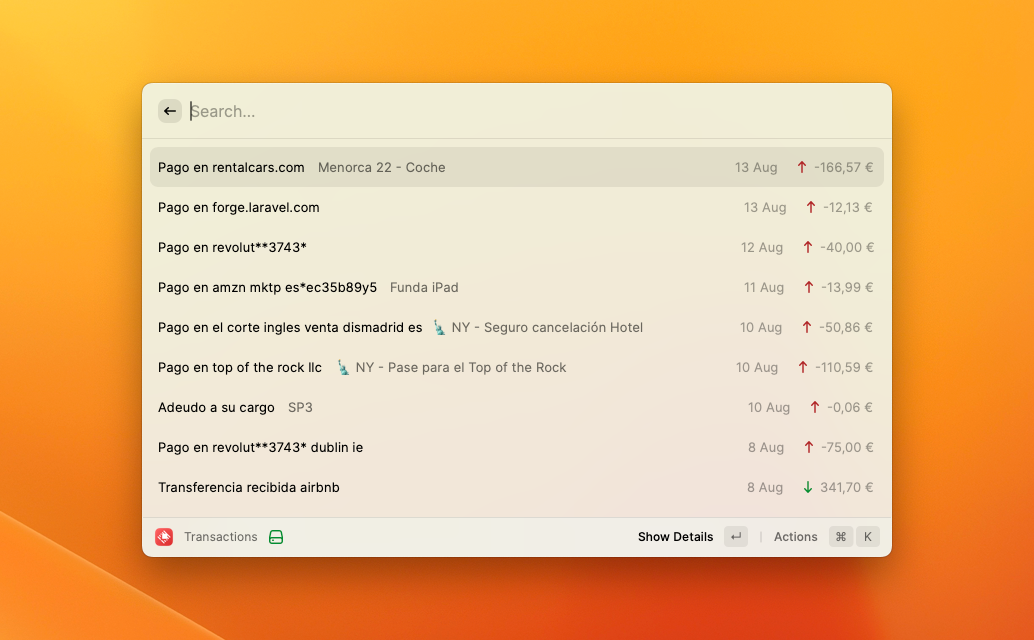 Search...
Pago en rentalcars.com Menorca 22 - Coche 13 Aug -166,57 €
Pago en forge.laravel.com 13 Aug -12,13 €
Pago en revolut**3743* 12 Aug -40,00 €
Pago en amzn mktp es*ec35b89y5 Funda iPad 11 Aug -13,99 €
Pago en el corte ingles venta dismadrid es 🗽 NY - Seguro cancelación Hotel 10 Aug -50,86 €
Pago en top of the rock llc 🗽 NY - Pase para el Top of the Rock 10 Aug -110,59 €
Adeudo a su cargo SP3 10 Aug -0,06 €
Pago en revolut**3743* dublin ie 8 Aug -75,00 €
Transferencia recibida airbnb 8 Aug 341,70 €
Transactions Show Details ↵ | Actions ⌘ K